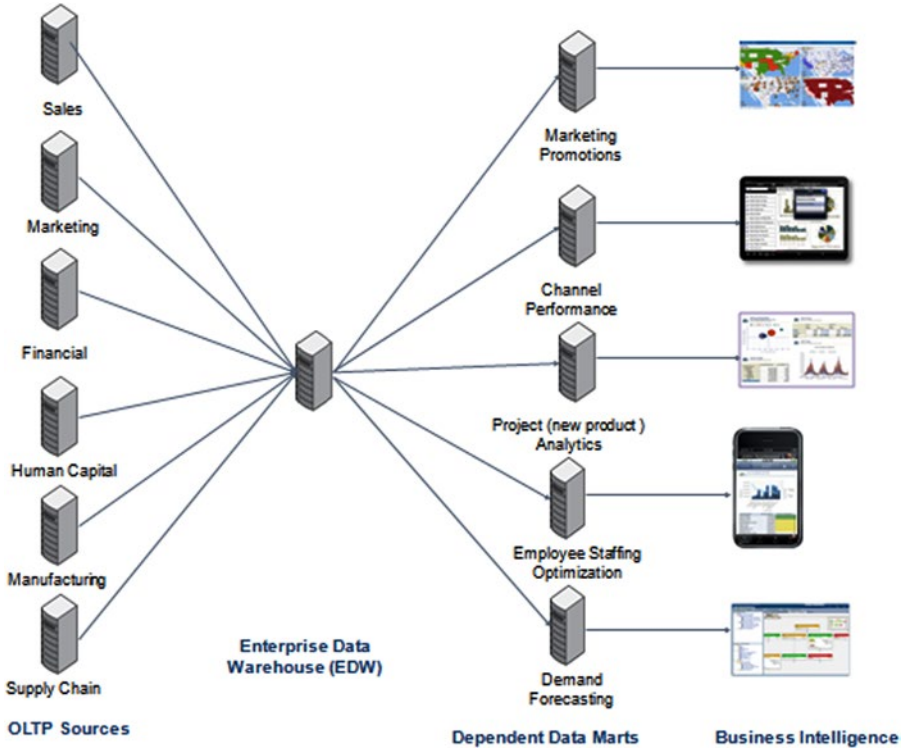 Sales
Marketing
Financial
Human Capital
Manufacturing
Supply Chain
OLTP Sources
Enterprise Data
Warehouse (EDW)
Marketing
Promotions
Channel
Performance
Project (new product )
Analytics
Employee Staffing
Optimization
Demand
Forecasting
Dependent Data Marts
Business Intelligence